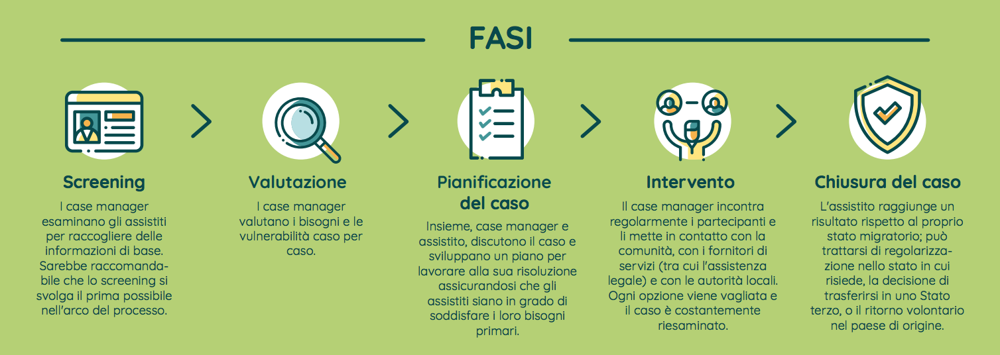 FASI
Screening
I case manager
esaminano gli assistiti
per raccogliere delle
informazioni di base.
Sarebbe raccomanda-
bile che lo screening si
svolga il prima possibile
nell'arco del processo.
Valutazione
I case manager
valutano i bisogni e le
vulnerabilità caso per
caso.
Pianificazione
del caso
Insieme, case manager e
assistito, discutono il caso e
sviluppano un piano per
lavorare alla sua risoluzione
assicurandosi che gli
assistiti siano in grado di
soddisfare i loro bisogni
primari.
Intervento
Il case manager incontra
regolarmente i partecipanti e
li mette in contatto con la
comunità, con i fornitori di
servizi (tra cui l'assistenza
legale) e con le autorità locali.
Ogni opzione viene vagliata e
il caso è costantemente
riesaminato.
Chiusura del caso
L'assistito raggiunge un
risultato rispetto al proprio
stato migratorio; può
trattarsi di regolarizza-
zione nello stato in cui
risiede, la decisione di
trasferirsi in uno Stato
terzo, o il ritorno volontario
nel paese di origine.